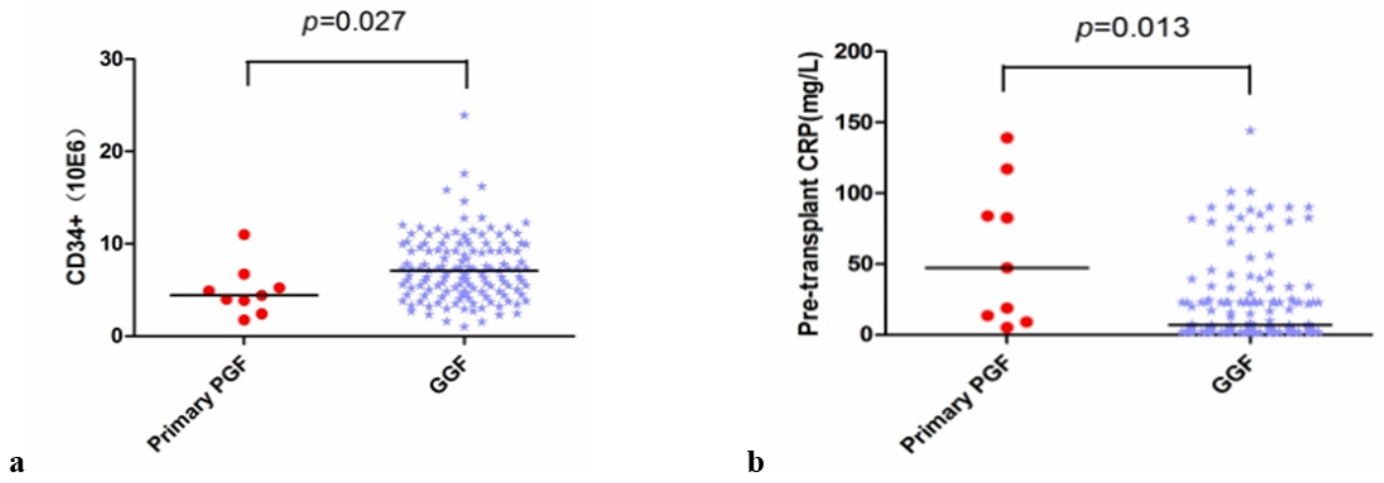 p=0.027
30
20
10
0
CD34+（10E6）
Primary PGF
GGF
a
p=0.013
200
150
100
50
0
Pre-transplant CRP(mg/L)
Primary PGF
GGF
b